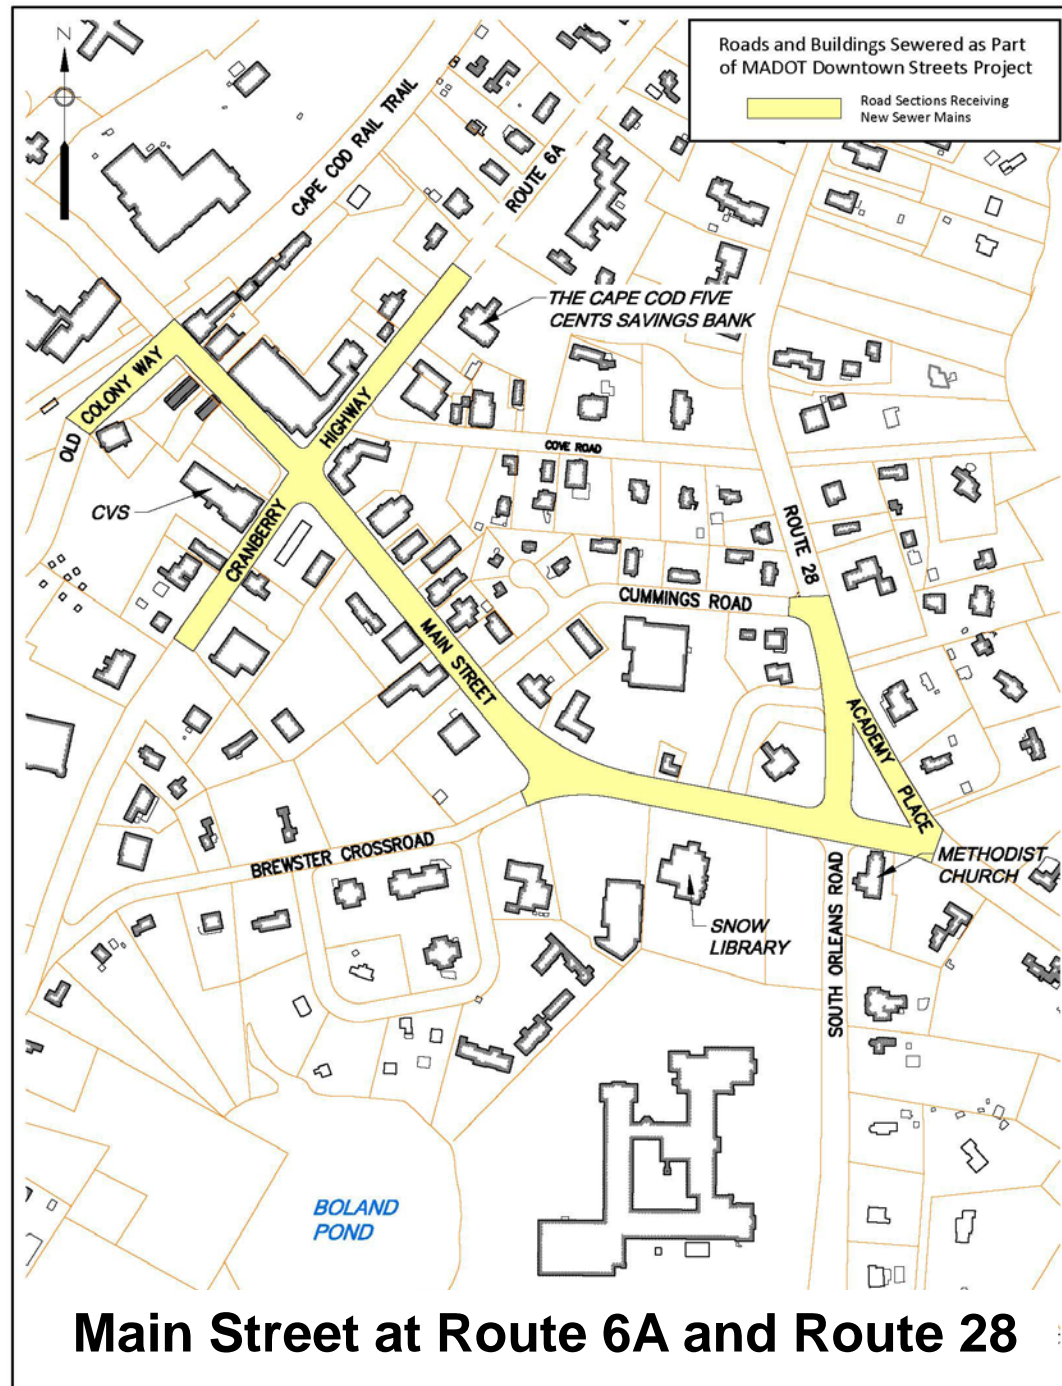 N
Roads and Buildings Sewered as Part
of MADOT Downtown Streets Project
Road Sections Receiving
New Sewer Mains
CAPE COD RAIL TRAIL
ROUTE 6A
THE CAPE COD FIVE
CENTS SAVINGS BANK
OLD COLONY WAY
HIGHWAY
COVE ROAD
CVS
CRANBERRY
ROUTE 28
CUMMINGS ROAD
MAIN STREET
ACADEMY PLACE
BREWSTER CROSSROAD
METHODIST
CHURCH
SNOW
LIBRARY
SOUTH ORLEANS ROAD
BOLAND
POND
Main Street at Route 6A and Route 28